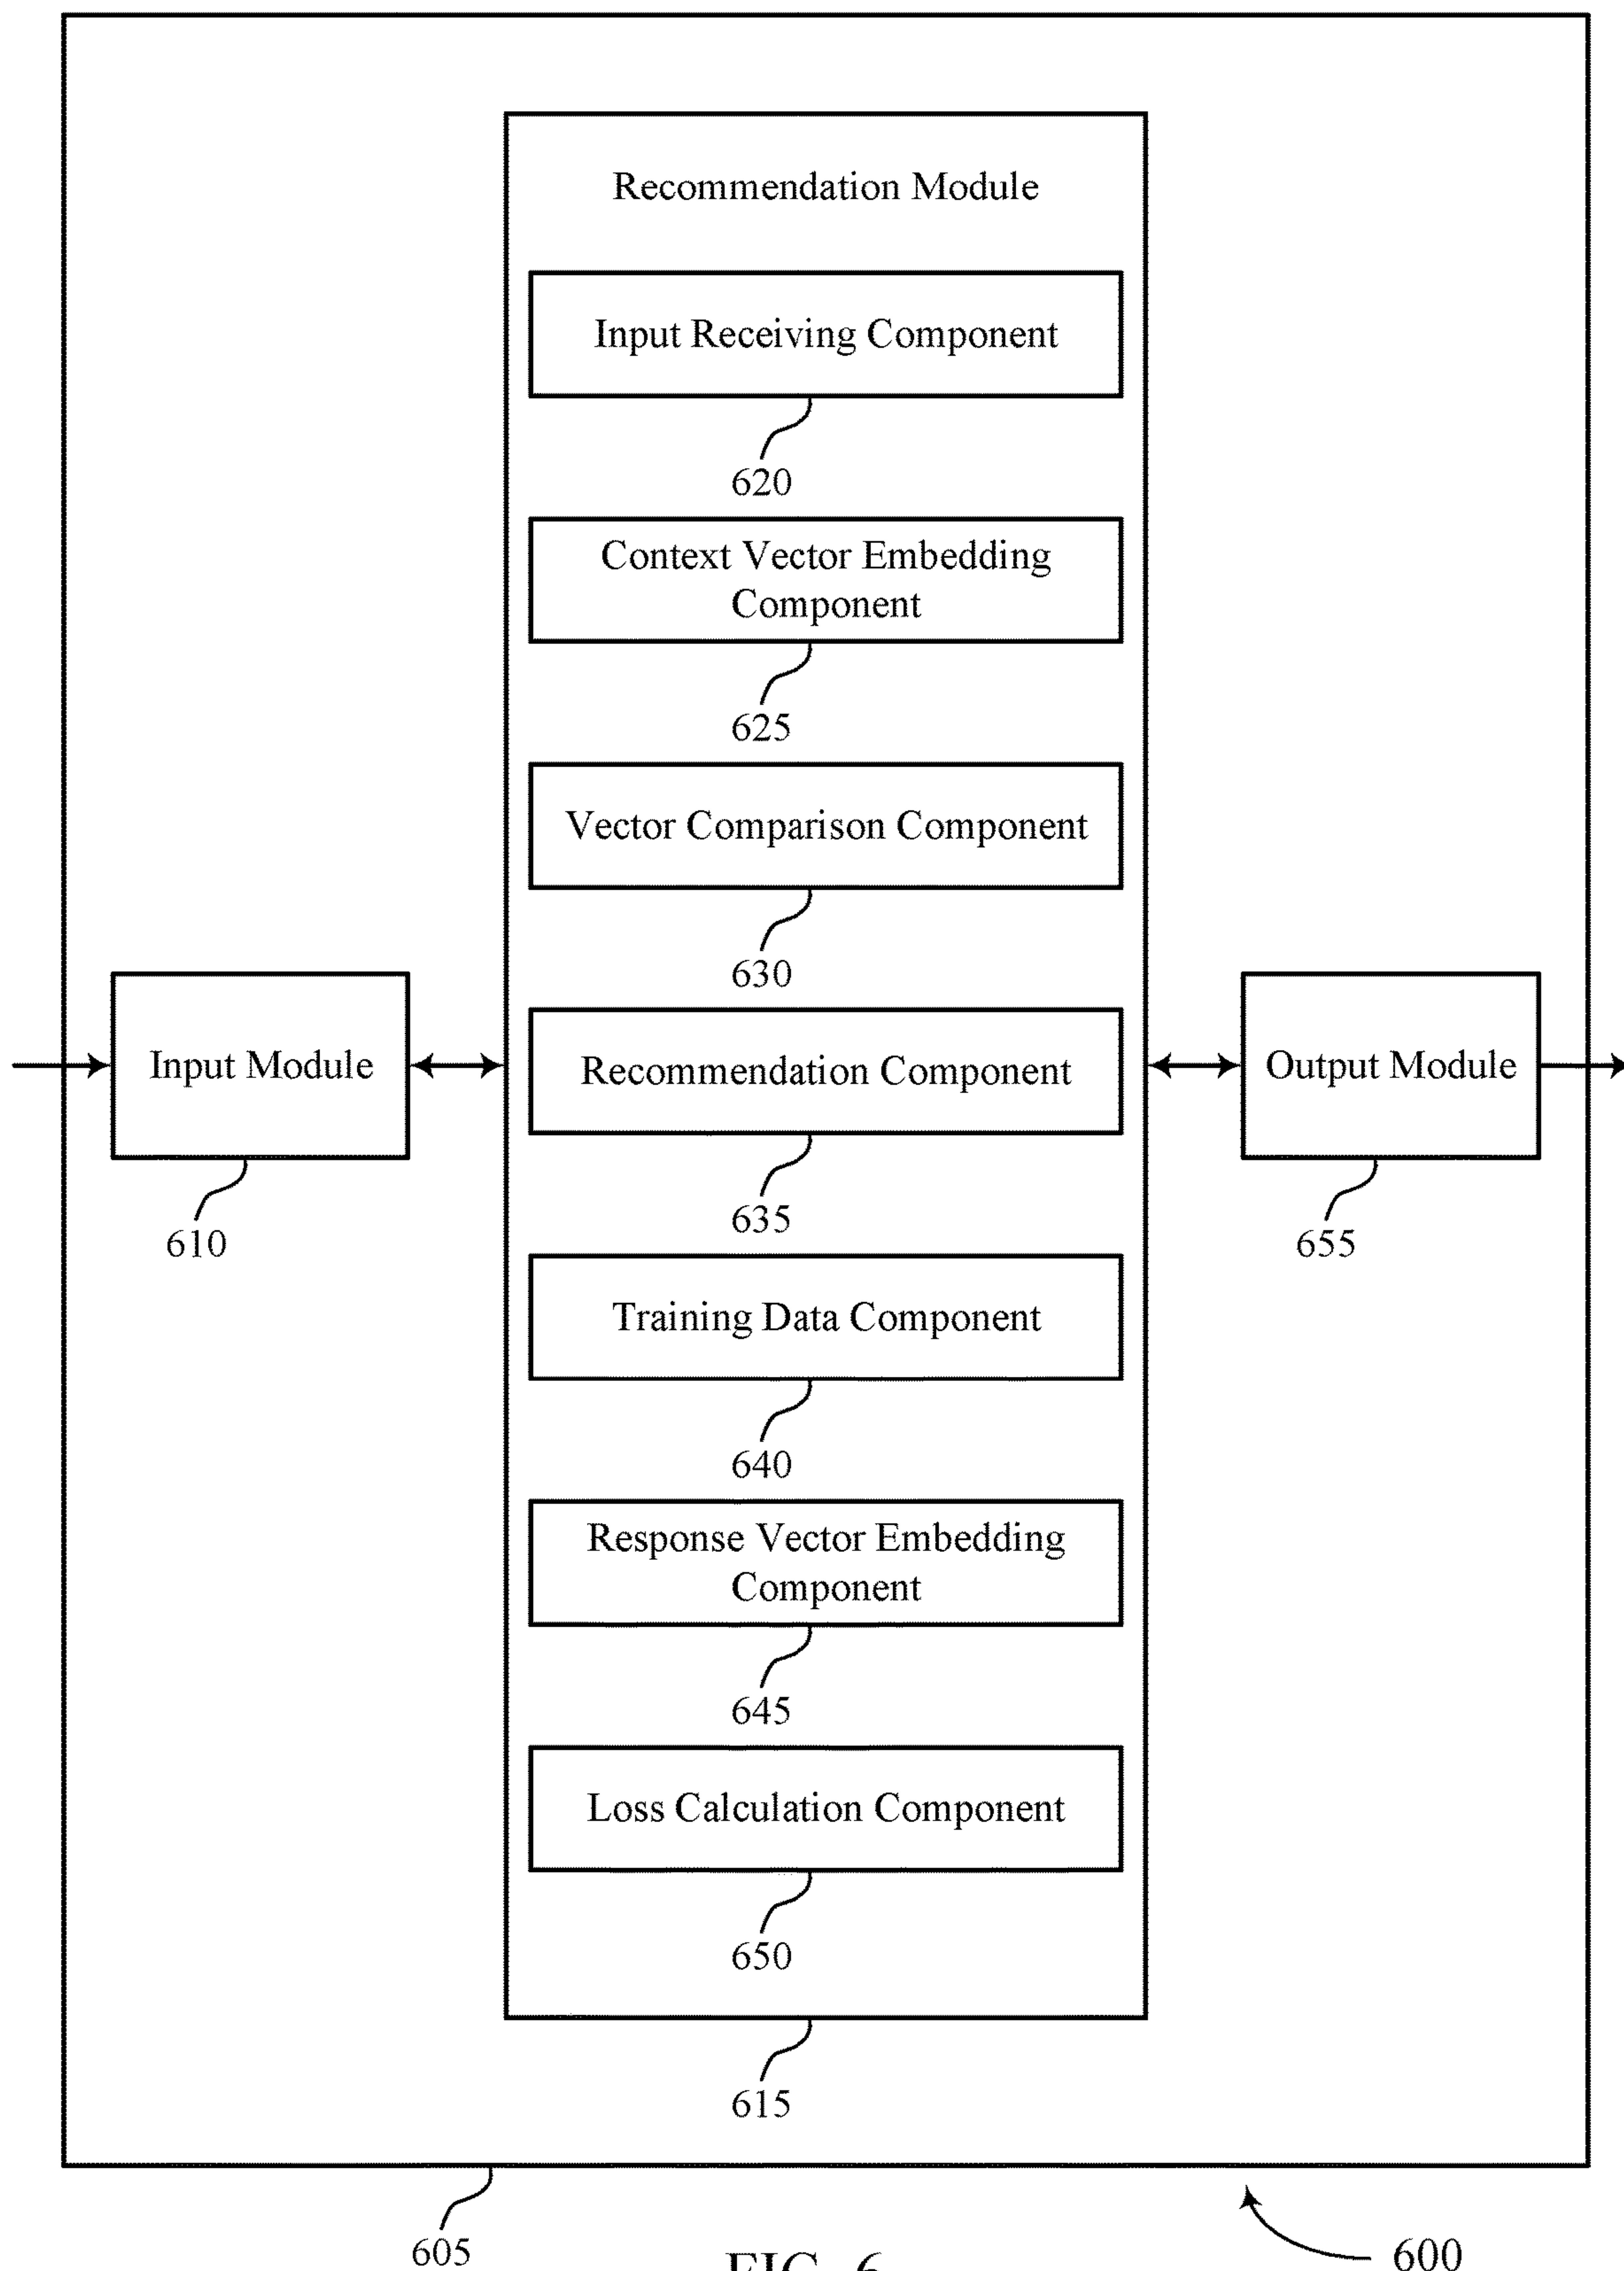 Recommendation Module
Input Receiving Component
620
Context Vector Embedding
Component
625
Vector Comparison Component
630
Input Module
610
Recommendation Component
635
Output Module
655
Training Data Component
640
Response Vector Embedding
Component
645
Loss Calculation Component
650
615
605
FIG. 6
600